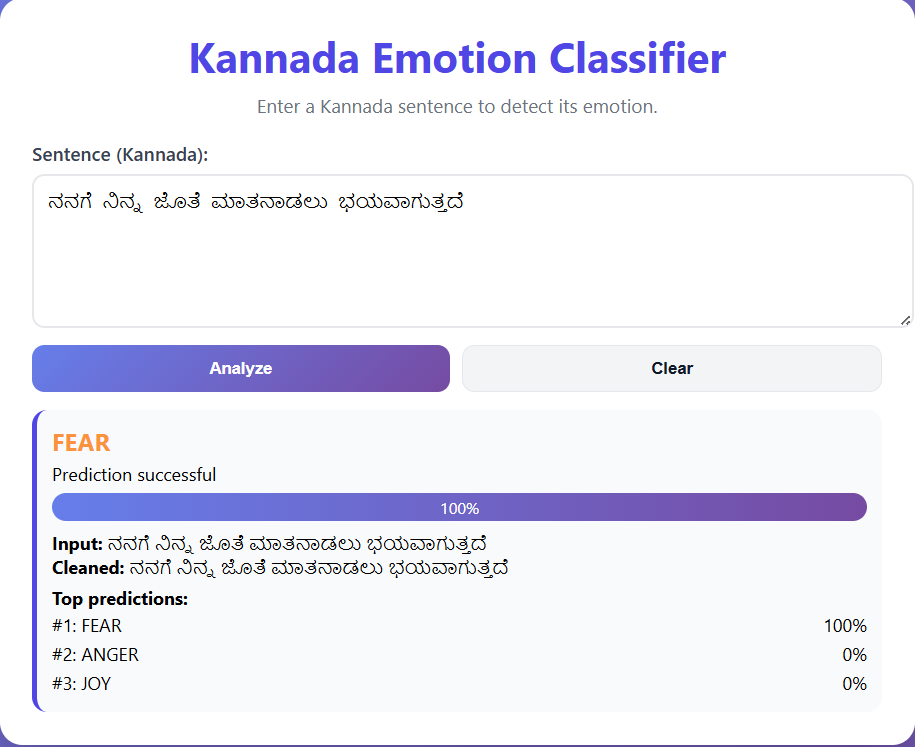 Kannada Emotion Classifier
Enter a Kannada sentence to detect its emotion.
Sentence (Kannada):
ನನಗೆ ನಿನ್ನ ಜೊತೆ ಮಾತನಾಡಲು ಭಯವಾಗುತ್ತದೆ
Analyze
Clear
FEAR
Prediction successful
100%
Input: ನನಗೆ ನಿನ್ನ ಜೊತೆ ಮಾತನಾಡಲು ಭಯವಾಗುತ್ತದೆ
Cleaned: ನನಗೆ ನಿನ್ನ ಜೊತೆ ಮಾತನಾಡಲು ಭಯವಾಗುತ್ತದೆ
Top predictions:
#1: FEAR 100%
#2: ANGER 0%
#3: JOY 0%